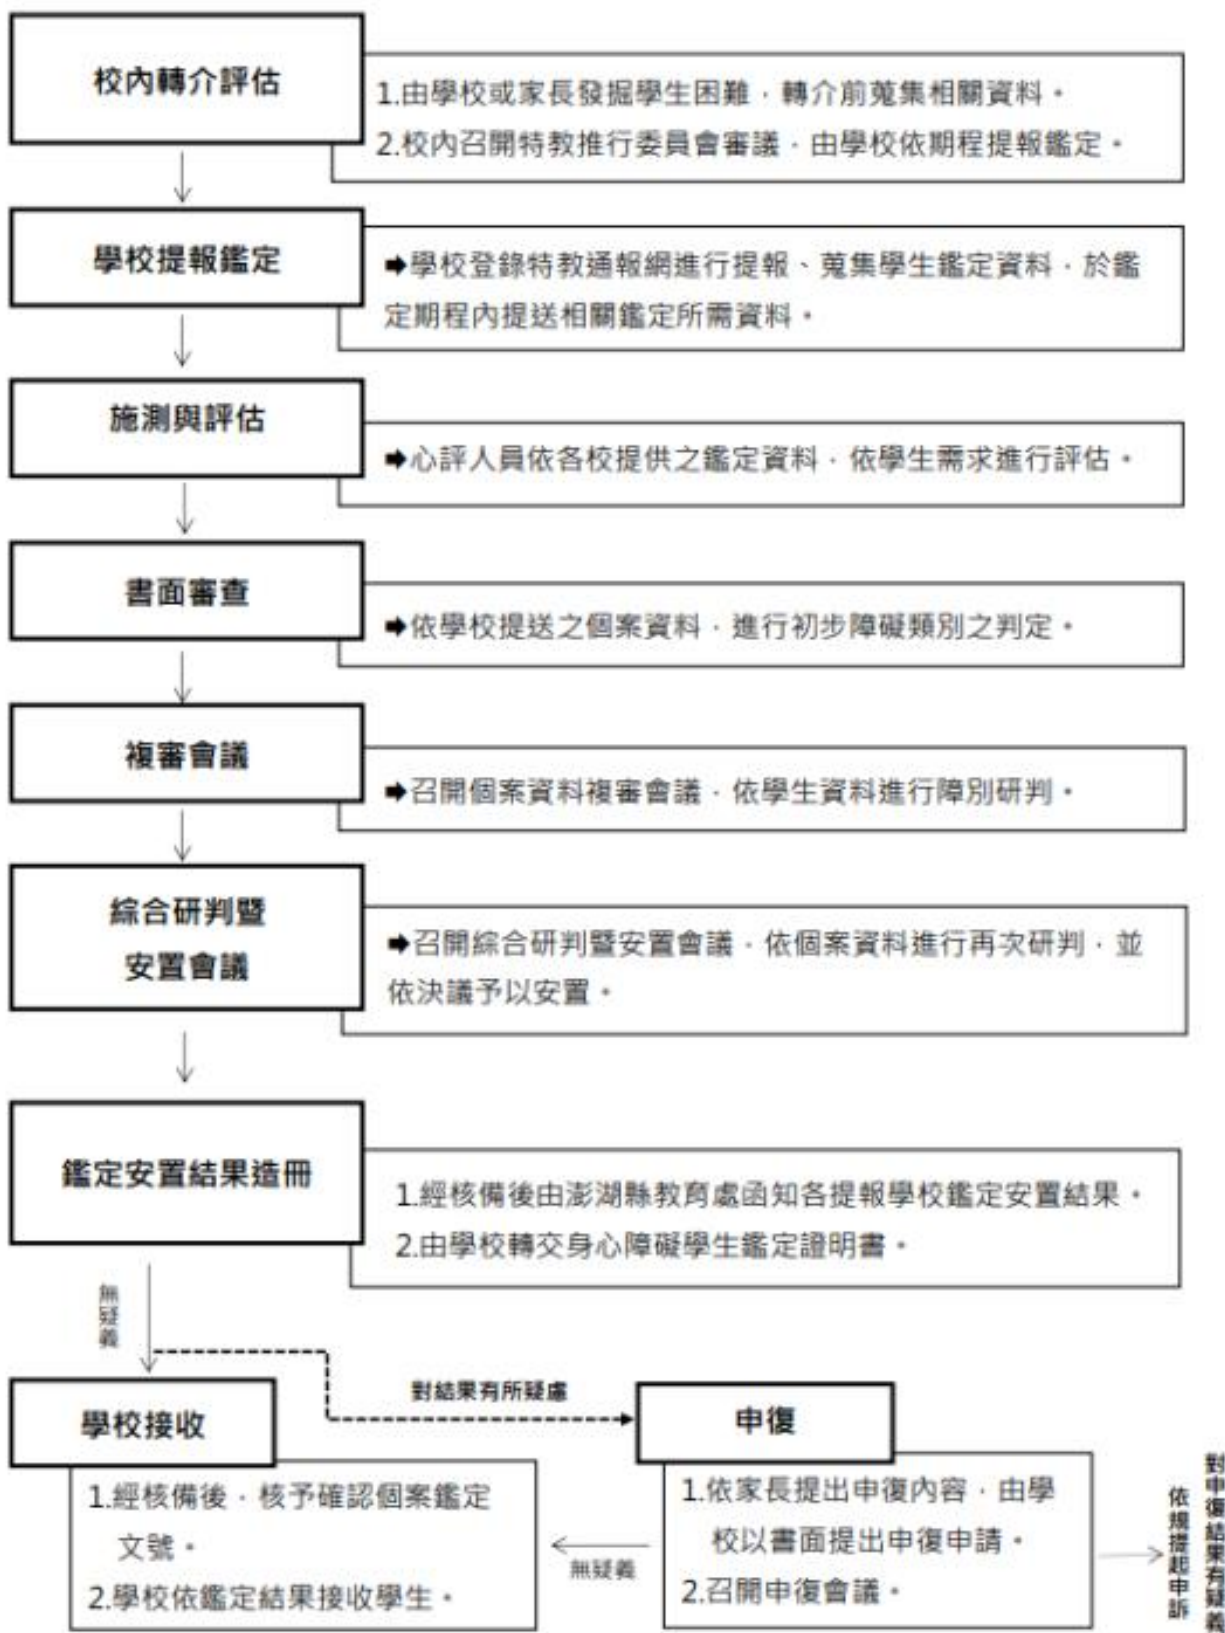 校內轉介評估
1.由學校或家長發掘學生困難，轉介前蒐集相關資料。
2.校內召開特教推行委員會審議，由學校依期程提報鑑定。
學校提報鑑定
➡學校登錄特教通報網進行提報、蒐集學生鑑定資料，於鑑
定期程內提送相關鑑定所需資料。
施測與評估
➡心評人員依各校提供之鑑定資料，依學生需求進行評估。
書面審查
➡依學校提送之個案資料，進行初步障礙類別之判定。
複審會議
➡召開個案資料複審會議，依學生資料進行障別研判。
綜合研判暨
安置會議
➡召開綜合研判暨安置會議，依個案資料進行再次研判，並
依決議予以安置。
鑑定安置結果造冊
1.經核備後由澎湖縣教育處函知各提報學校鑑定安置結果。
2.由學校轉交身心障礙學生鑑定證明書。
無疑義
對結果有所疑慮
學校接收
1.經核備後，核予確認個案鑑定
文號。
2.學校依鑑定結果接收學生。
無疑義
申復
1.依家長提出申復內容，由學
校以書面提出申復申請。
2.召開申復會議。
對申復結果有疑義
依規提起申訴